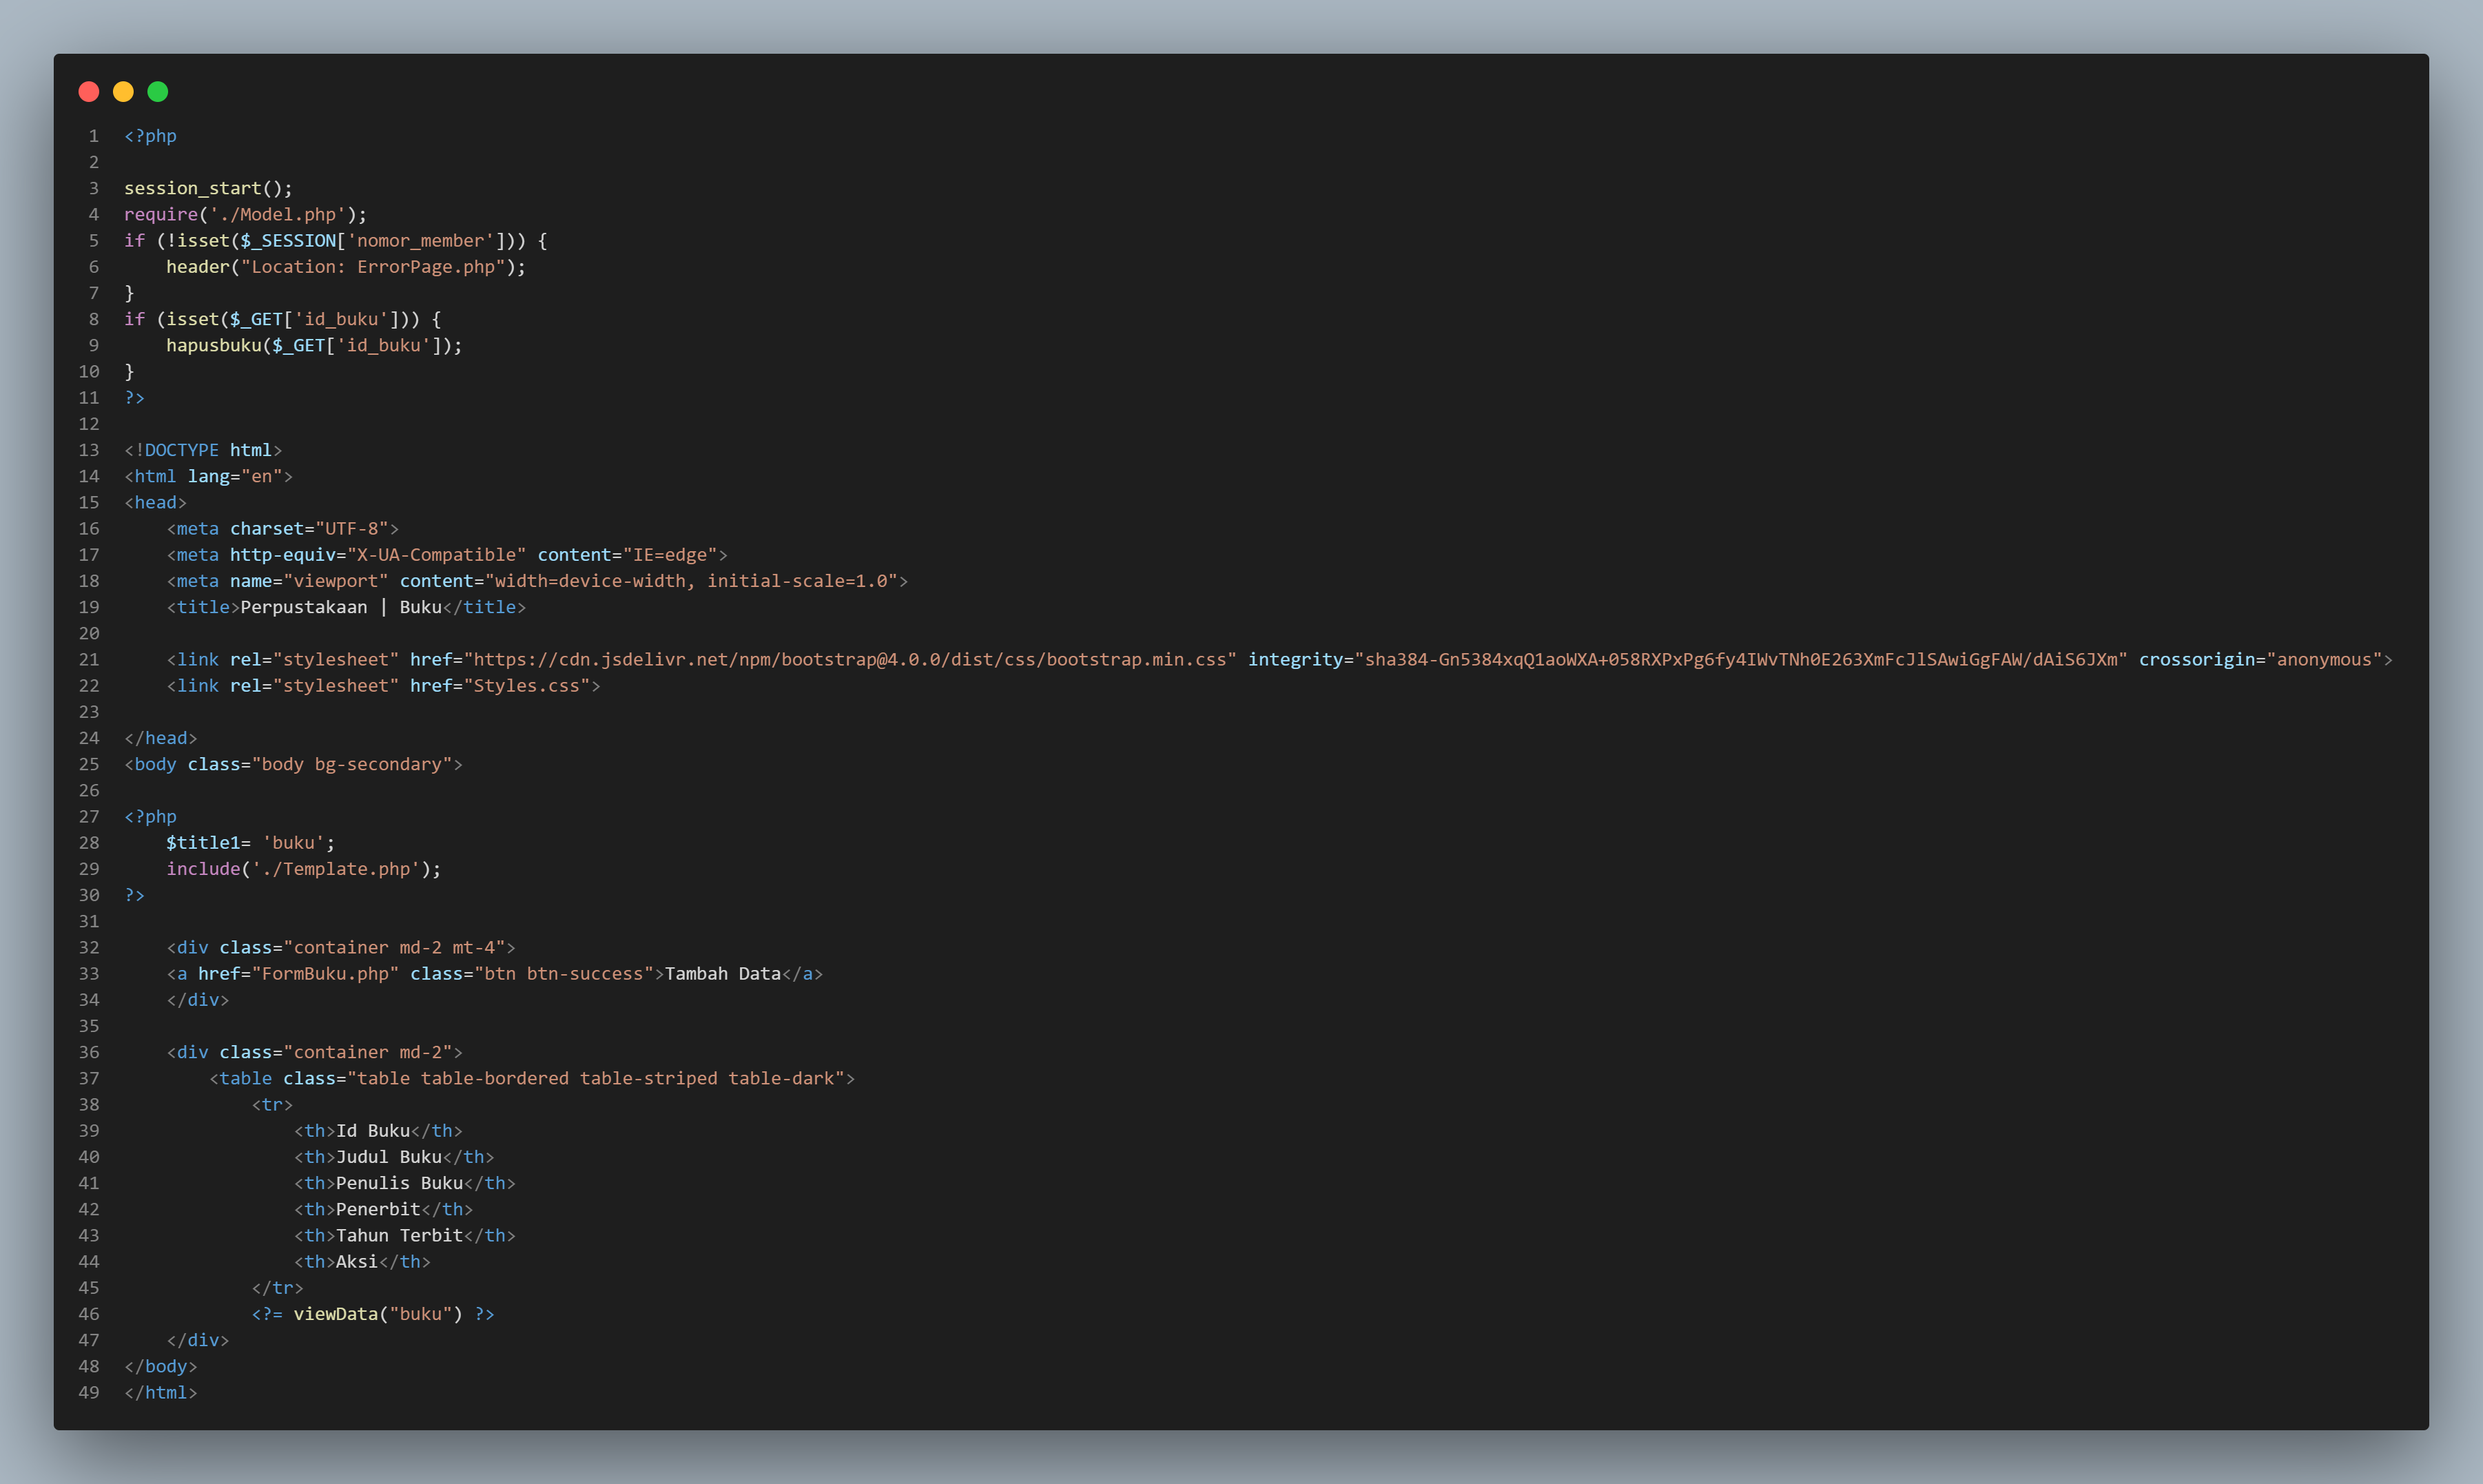 1 <?php
2
3 session_start();
4 require('./Model.php');
5 if (!isset($_SESSION['nomor_member'])) {
6     header("Location: ErrorPage.php");
7 }
8 if (isset($_GET['id_buku'])) {
9     hapusbuku($_GET['id_buku']);
10 }
11 ?>
12
13 <!DOCTYPE html>
14 <html lang="en">
15 <head>
16     <meta charset="UTF-8">
17     <meta http-equiv="X-UA-Compatible" content="IE=edge">
18     <meta name="viewport" content="width=device-width, initial-scale=1.0">
19     <title>Perpustakaan | Buku</title>
20
21     <link rel="stylesheet" href="https://cdn.jsdelivr.net/npm/bootstrap@4.0.0/dist/css/bootstrap.min.css" integrity="sha384-Gn5384xqQ1aoWXA+058RXPxPg6fy4IWvTNh0E263XmFcJlSAwiGgFAW/dAiS6JXm" crossorigin="anonymous">
22     <link rel="stylesheet" href="Styles.css">
23
24 </head>
25 <body class="body bg-secondary">
26
27 <?php
28     $title1= 'buku';
29     include('./Template.php');
30 ?>
31
32     <div class="container md-2 mt-4">
33     <a href="FormBuku.php" class="btn btn-success">Tambah Data</a>
34     </div>
35
36     <div class="container md-2">
37         <table class="table table-bordered table-striped table-dark">
38             <tr>
39                 <th>Id Buku</th>
40                 <th>Judul Buku</th>
41                 <th>Penulis Buku</th>
42                 <th>Penerbit</th>
43                 <th>Tahun Terbit</th>
44                 <th>Aksi</th>
45             </tr>
46             <?= viewData("buku") ?>
47     </div>
48 </body>
49 </html>